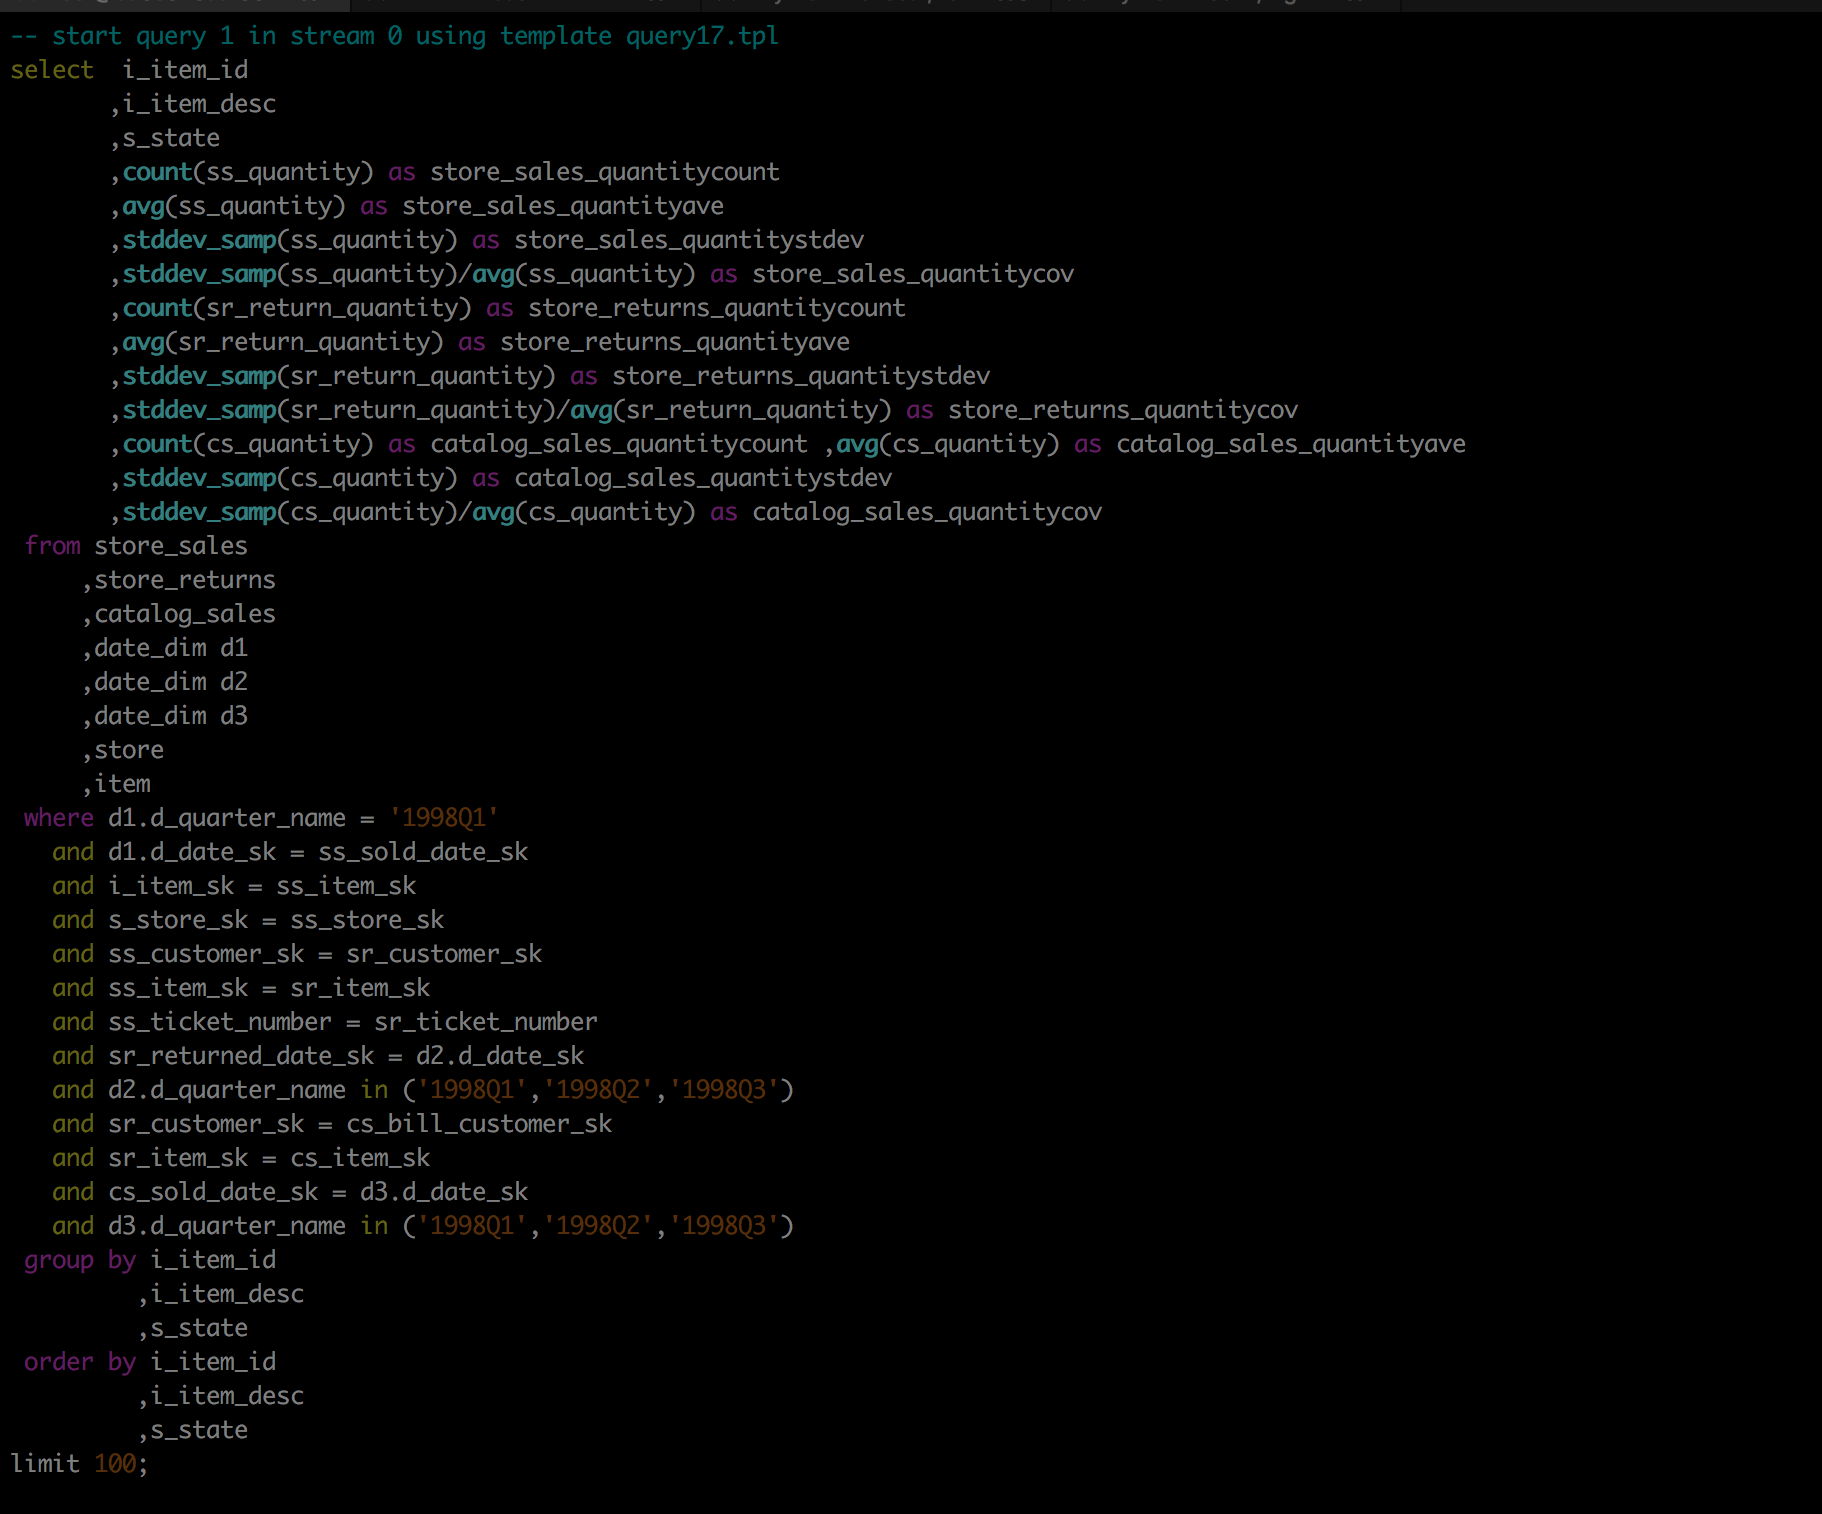 -- start query 1 in stream 0 using template query17.tpl
select  i_item_id
       ,i_item_desc
       ,s_state
       ,count(ss_quantity) as store_sales_quantitycount
       ,avg(ss_quantity) as store_sales_quantityave
       ,stddev_samp(ss_quantity) as store_sales_quantitystdev
       ,stddev_samp(ss_quantity)/avg(ss_quantity) as store_sales_quantitycov
       ,count(sr_return_quantity) as store_returns_quantitycount
       ,avg(sr_return_quantity) as store_returns_quantityave
       ,stddev_samp(sr_return_quantity) as store_returns_quantitystdev
       ,stddev_samp(sr_return_quantity)/avg(sr_return_quantity) as store_returns_quantitycov
       ,count(cs_quantity) as catalog_sales_quantitycount ,avg(cs_quantity) as catalog_sales_quantityave
       ,stddev_samp(cs_quantity) as catalog_sales_quantitystdev
       ,stddev_samp(cs_quantity)/avg(cs_quantity) as catalog_sales_quantitycov
 from store_sales
     ,store_returns
     ,catalog_sales
     ,date_dim d1
     ,date_dim d2
     ,date_dim d3
     ,store
     ,item
 where d1.d_quarter_name = '1998Q1'
   and d1.d_date_sk = ss_sold_date_sk
   and i_item_sk = ss_item_sk
   and s_store_sk = ss_store_sk
   and ss_customer_sk = sr_customer_sk
   and ss_item_sk = sr_item_sk
   and ss_ticket_number = sr_ticket_number
   and sr_returned_date_sk = d2.d_date_sk
   and d2.d_quarter_name in ('1998Q1','1998Q2','1998Q3')
   and sr_customer_sk = cs_bill_customer_sk
   and sr_item_sk = cs_item_sk
   and cs_sold_date_sk = d3.d_date_sk
   and d3.d_quarter_name in ('1998Q1','1998Q2','1998Q3')
 group by i_item_id
         ,i_item_desc
         ,s_state
 order by i_item_id
         ,i_item_desc
         ,s_state
limit 100;